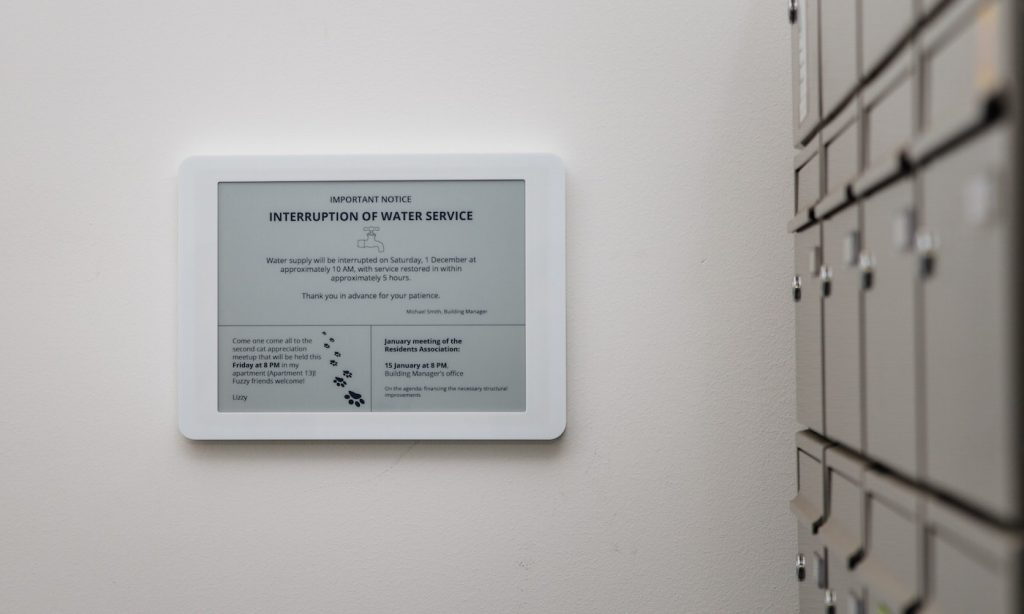 IMPORTANT NOTICE
INTERRUPTION OF WATER SERVICE
Water supply will be interrupted on Saturday, 1 December at
approximately 10 AM, with service restored in within
approximately 5 hours.
Thank you in advance for your patience.
Michael Smith, Building Manager
Come one come all to the
second cat appreciation
meetup that will be held this
Friday at 8 PM in my
apartment (Apartment 13)!
Fuzzy friends welcome!
Lizzy
January meeting of the
Residents Association:
15 January at 8 PM,
Building Manager's office
On the agenda: financing the necessary structural
improvements